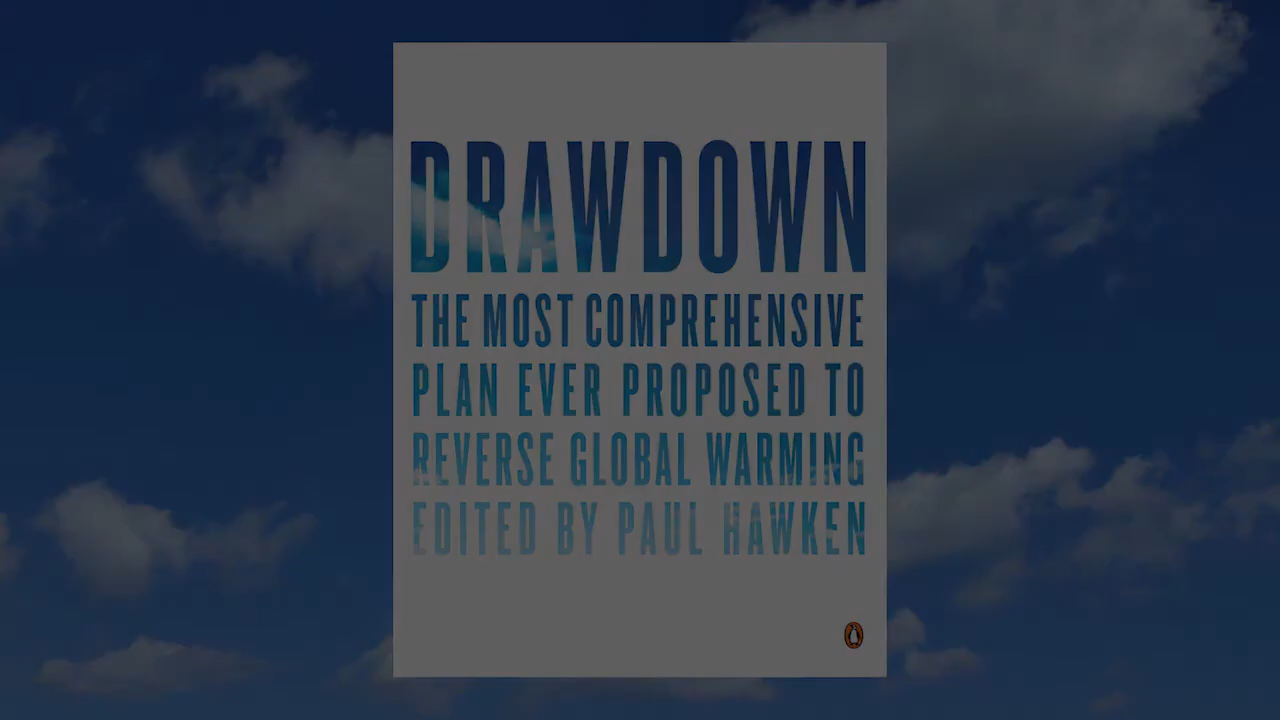 DRAWDOWN
THE MOST COMPREHENSIVE
PLAN EVER PROPOSED TO
REVERSE GLOBAL WARMING
EDITED BY PAUL HAWKEN